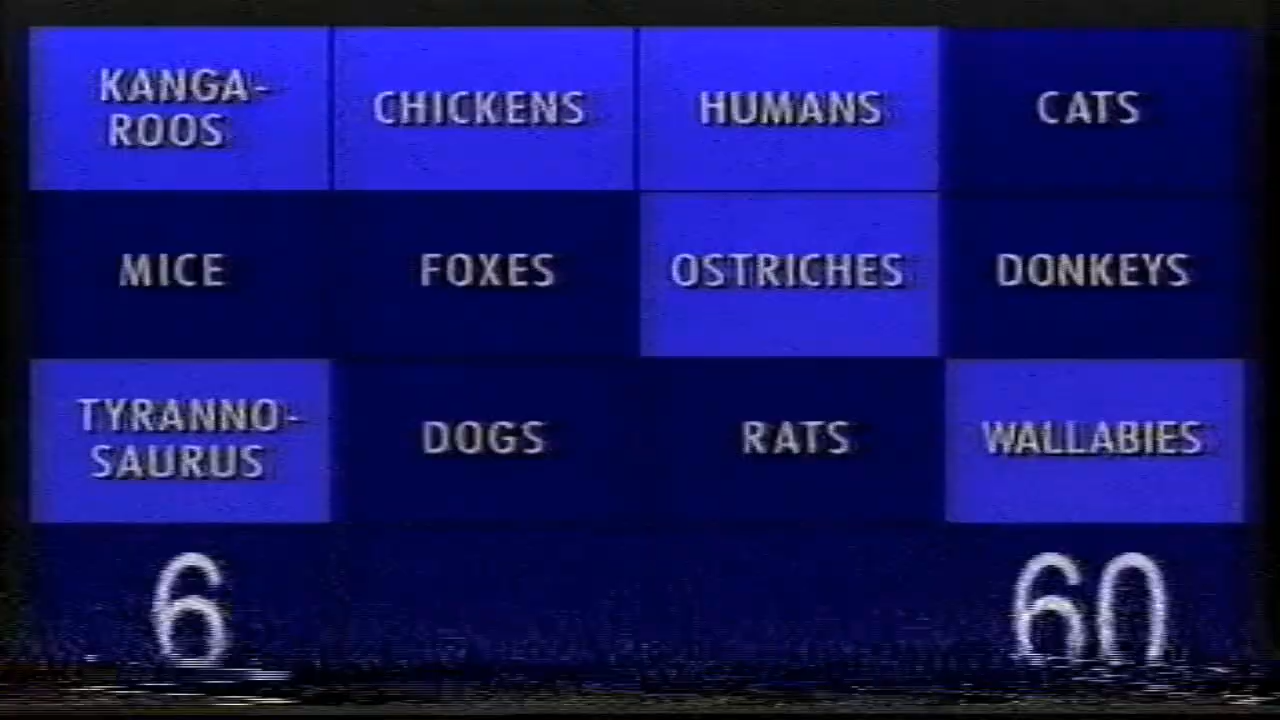 KANGA-
ROOS
CHICKENS
HUMANS
CATS
MICE
FOXES
OSTRICHES
DONKEYS
TYRANNO-
SAURUS
DOGS
RATS
WALLABIES
6
60